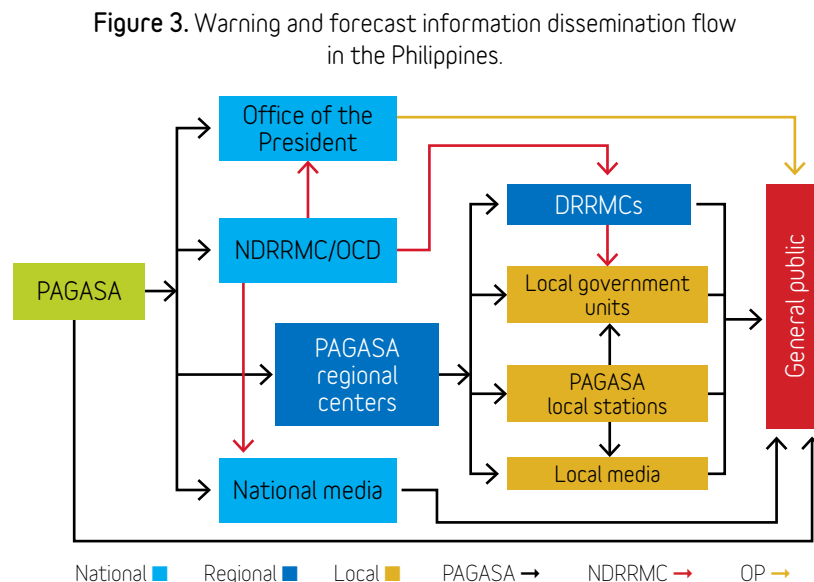 Figure 3. Warning and forecast information dissemination flow
in the Philippines.
Office of the
President
DRRMCs
NDRRMC/OCD
PAGASA
Local government
units
General public
PAGASA
regional
centers
PAGASA
local stations
National media
Local media
National
Regional
Local
PAGASA
NDRRMC
OP